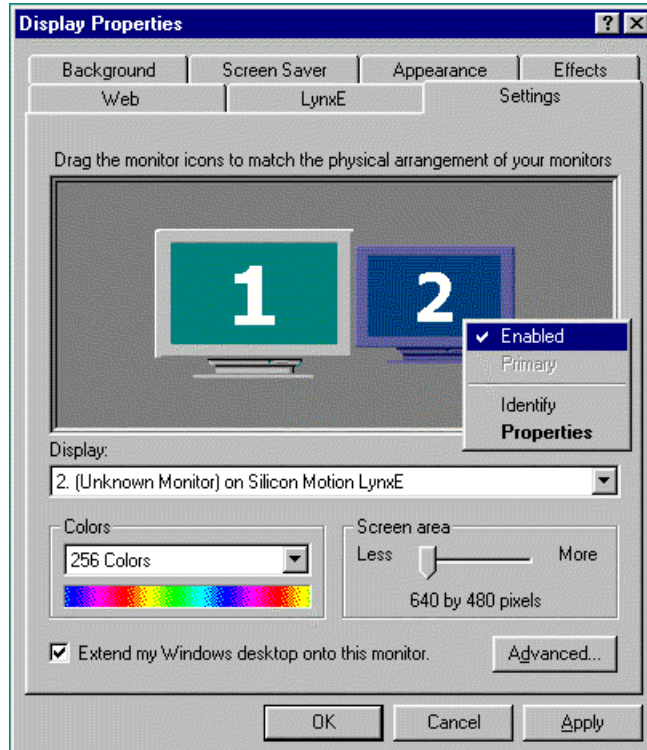 Display Properties
Background Screen Saver Appearance Effects
Web LynxE Settings
Drag the monitor icons to match the physical arrangement of your monitors
1 2
Enabled
Primary
Identify
Properties
Display:
2. (Unknown Monitor) on Silicon Motion LynxE
Colors
256 Colors
Screen area
Less More
640 by 480 pixels
Extend my Windows desktop onto this monitor.
Advanced...
OK Cancel Apply